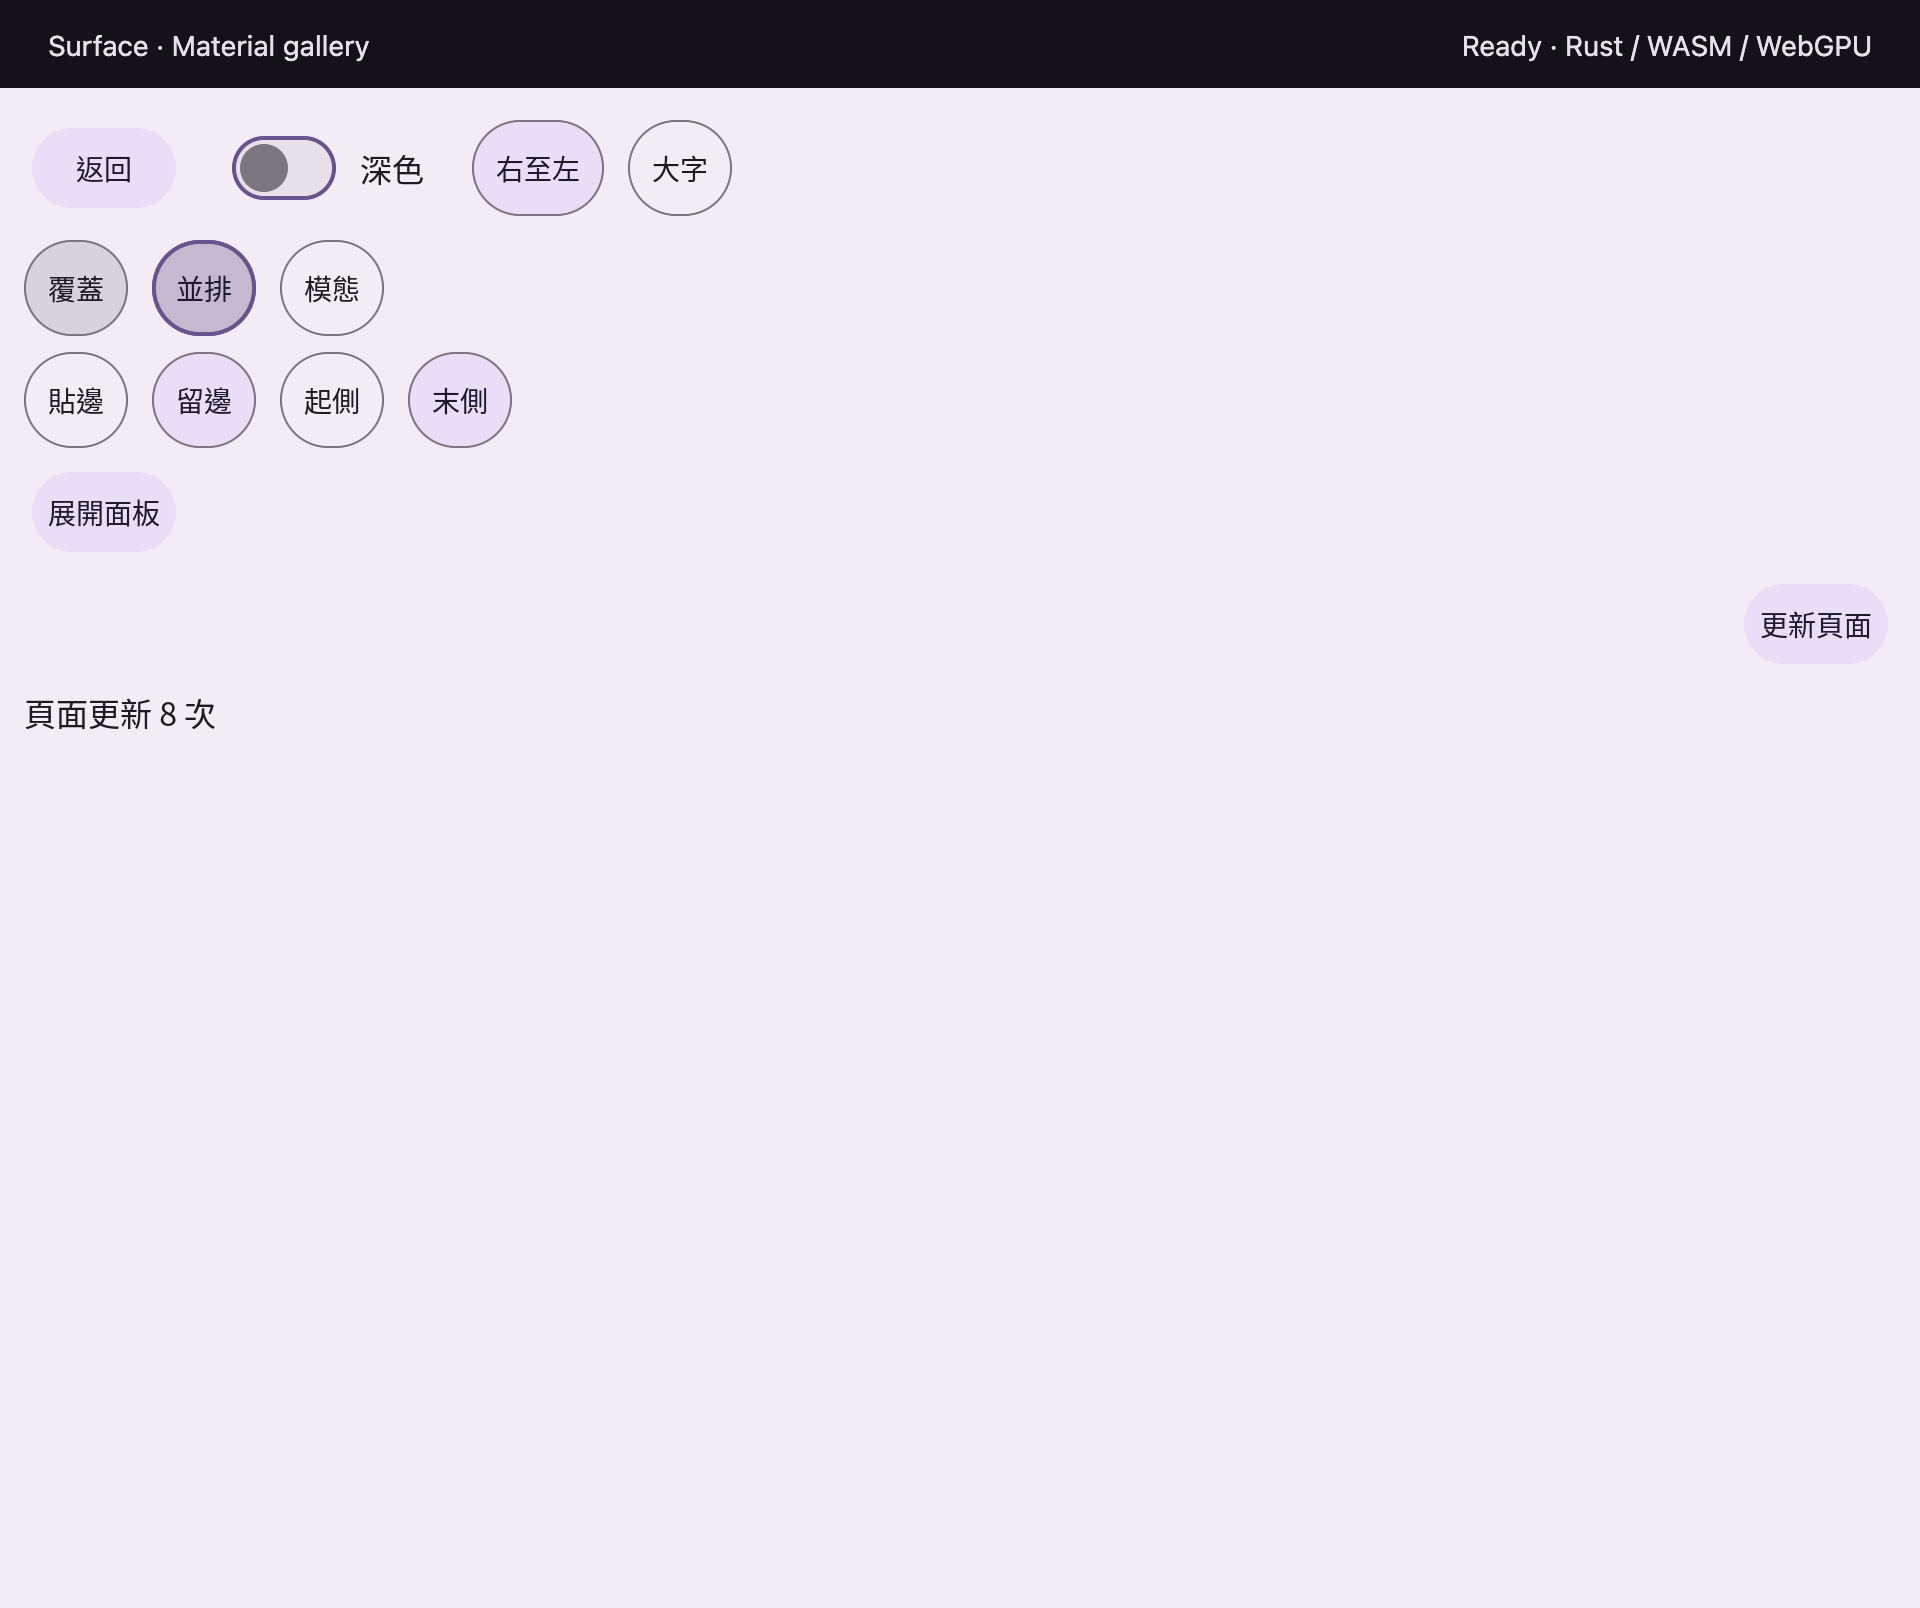 Surface · Material gallery
Ready · Rust / WASM / WebGPU
返回
深色
右至左
大字
覆蓋
並排
模態
貼邊
留邊
起側
末側
展開面板
更新頁面
頁面更新 8 次